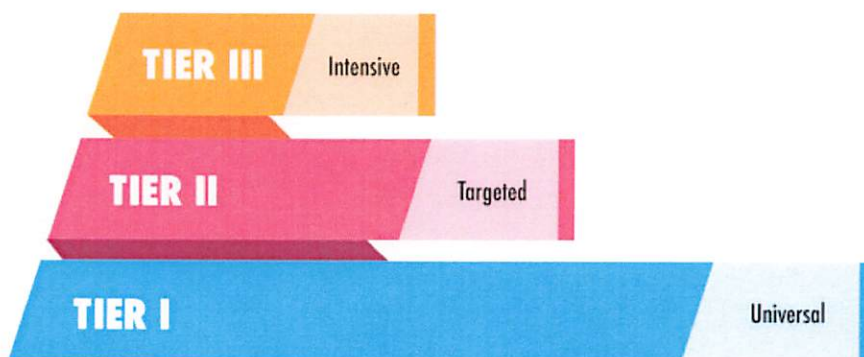 TIER III Intensive
TIER II Targeted
TIER I Universal